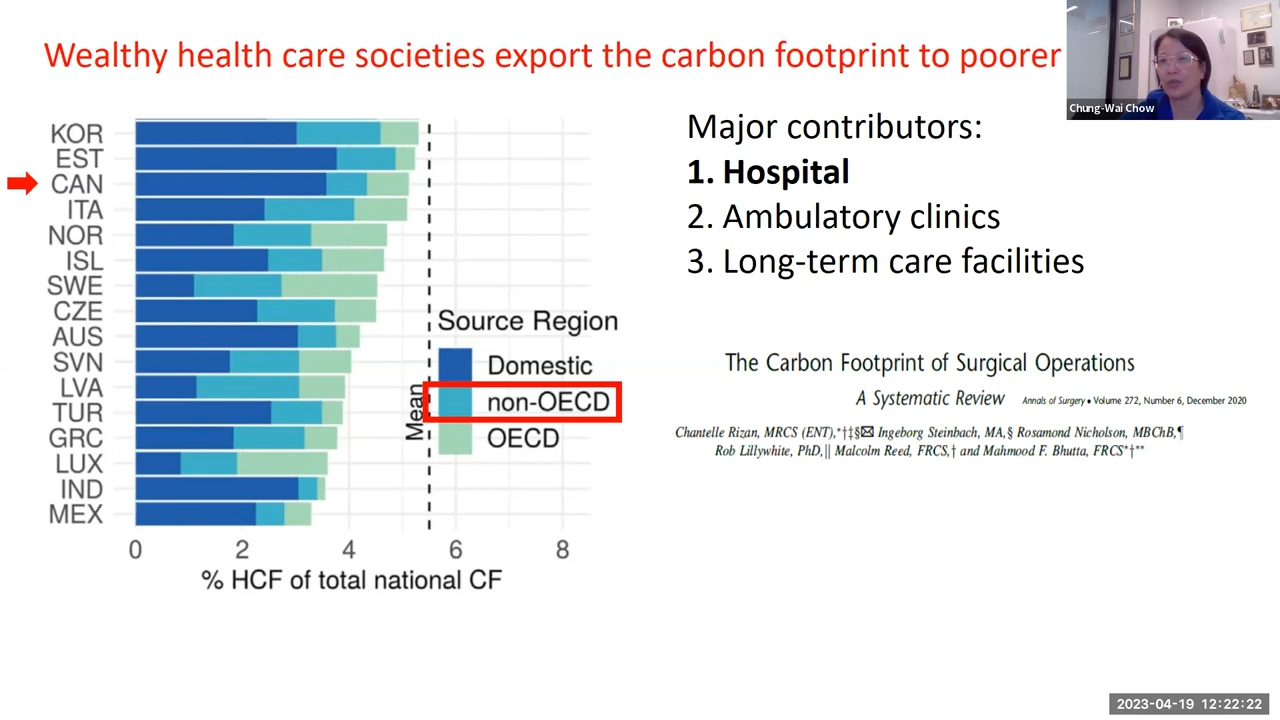 Wealthy health care societies export the carbon footprint to poorer
Chung-Wai Chow
KOR
EST
CAN
ITA
NOR
ISL
SWE
CZE
AUS
SVN
LVA
TUR
GRC
LUX
IND
MEX
0 2 4 6 8
% HCF of total national CF
Mean
Source Region
Domestic
non-OECD
OECD
Major contributors:
1. Hospital
2. Ambulatory clinics
3. Long-term care facilities
The Carbon Footprint of Surgical Operations
A Systematic Review Annals of Surgery • Volume 272, Number 6, December 2020
Chantelle Rizan, MRCS (ENT),*†‡§✉ Ingeborg Steinbach, MA,§ Rosamond Nicholson, MBChB,¶
Rob Lillywhite, PhD,|| Malcolm Reed, FRCS,† and Mahmood F. Bhutta, FRCS*†**
2023-04-19 12:22:22